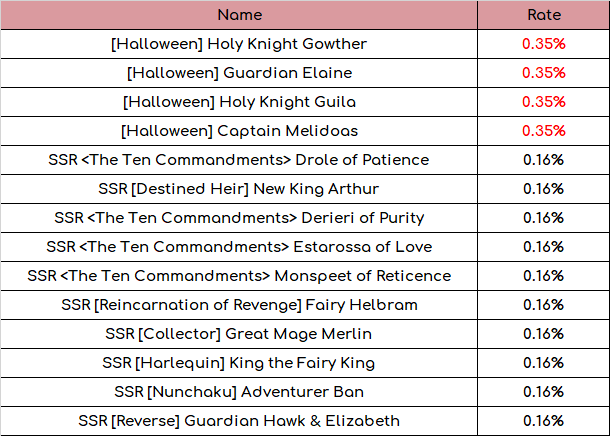 Name Rate
[Halloween] Holy Knight Gowther 0.35%
[Halloween] Guardian Elaine 0.35%
[Halloween] Holy Knight Guila 0.35%
[Halloween] Captain Melidoas 0.35%
SSR <The Ten Commandments> Drole of Patience 0.16%
SSR [Destined Heir] New King Arthur 0.16%
SSR <The Ten Commandments> Derieri of Purity 0.16%
SSR <The Ten Commandments> Estarossa of Love 0.16%
SSR <The Ten Commandments> Monspeet of Reticence 0.16%
SSR [Reincarnation of Revenge] Fairy Helbram 0.16%
SSR [Collector] Great Mage Merlin 0.16%
SSR [Harlequin] King the Fairy King 0.16%
SSR [Nunchaku] Adventurer Ban 0.16%
SSR [Reverse] Guardian Hawk & Elizabeth 0.16%